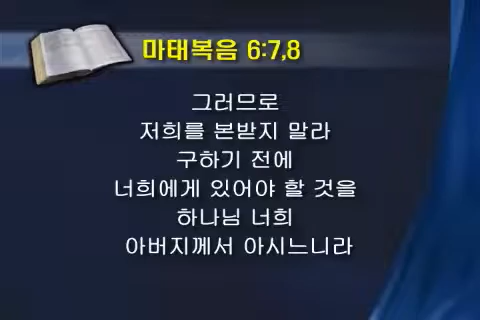 마태복음 6:7,8
그러므로
저희를 본받지 말라
구하기 전에
너희에게 있어야 할 것을
하나님 너희
아버지께서 아시느니라